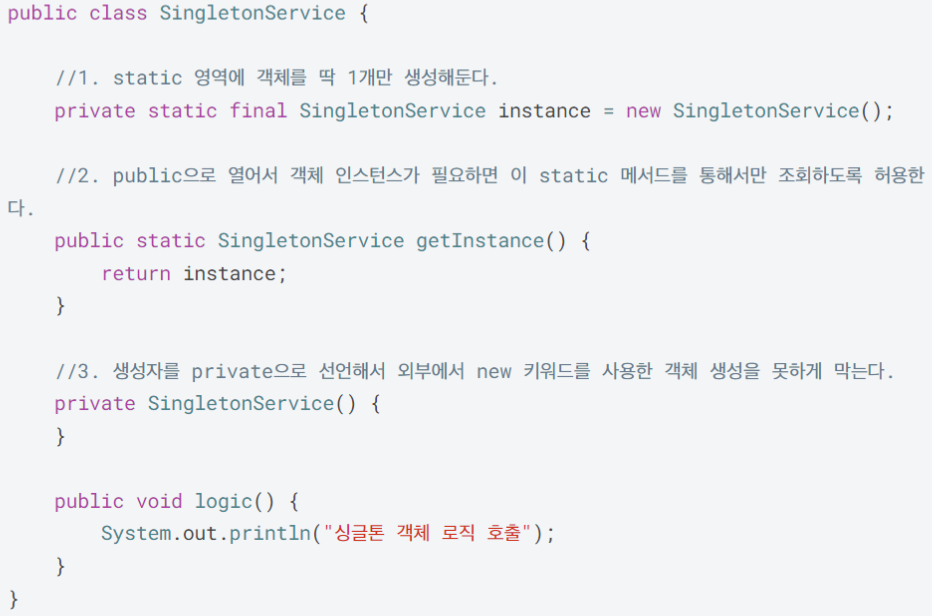 public class SingletonService {
//1. static 영역에 객체를 딱 1개만 생성해둔다.
private static final SingletonService instance = new SingletonService();
//2. public으로 열어서 객체 인스턴스가 필요하면 이 static 메서드를 통해서만 조회하도록 허용한
다.
public static SingletonService getInstance() {
return instance;
}
//3. 생성자를 private으로 선언해서 외부에서 new 키워드를 사용한 객체 생성을 못하게 막는다.
private SingletonService() {
}
public void logic() {
System.out.println("싱글톤 객체 로직 호출");
}
}